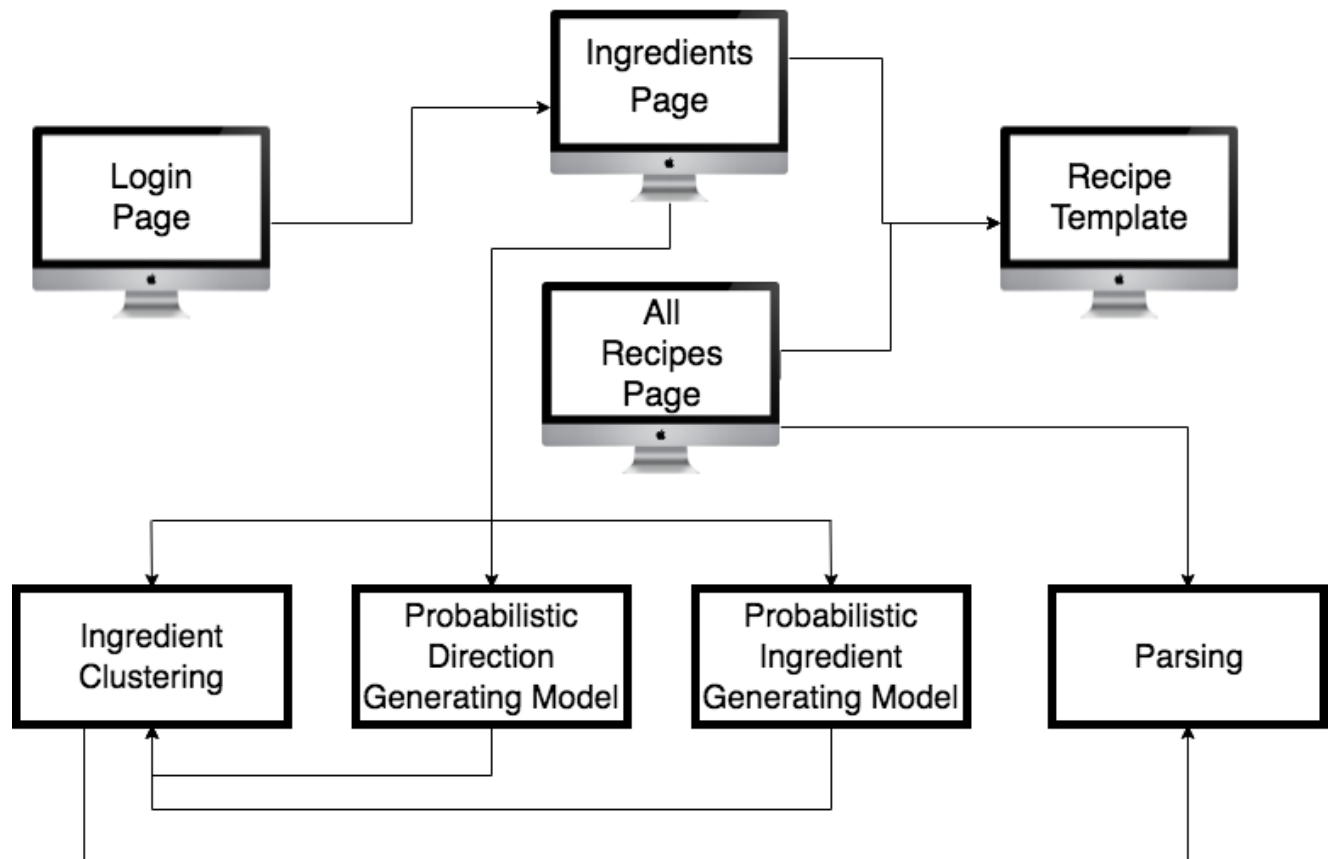 Ingredients
Page
Login
Page
Recipe
Template
All
Recipes
Page
Ingredient
Clustering
Probabilistic
Direction
Generating Model
Probabilistic
Ingredient
Generating Model
Parsing